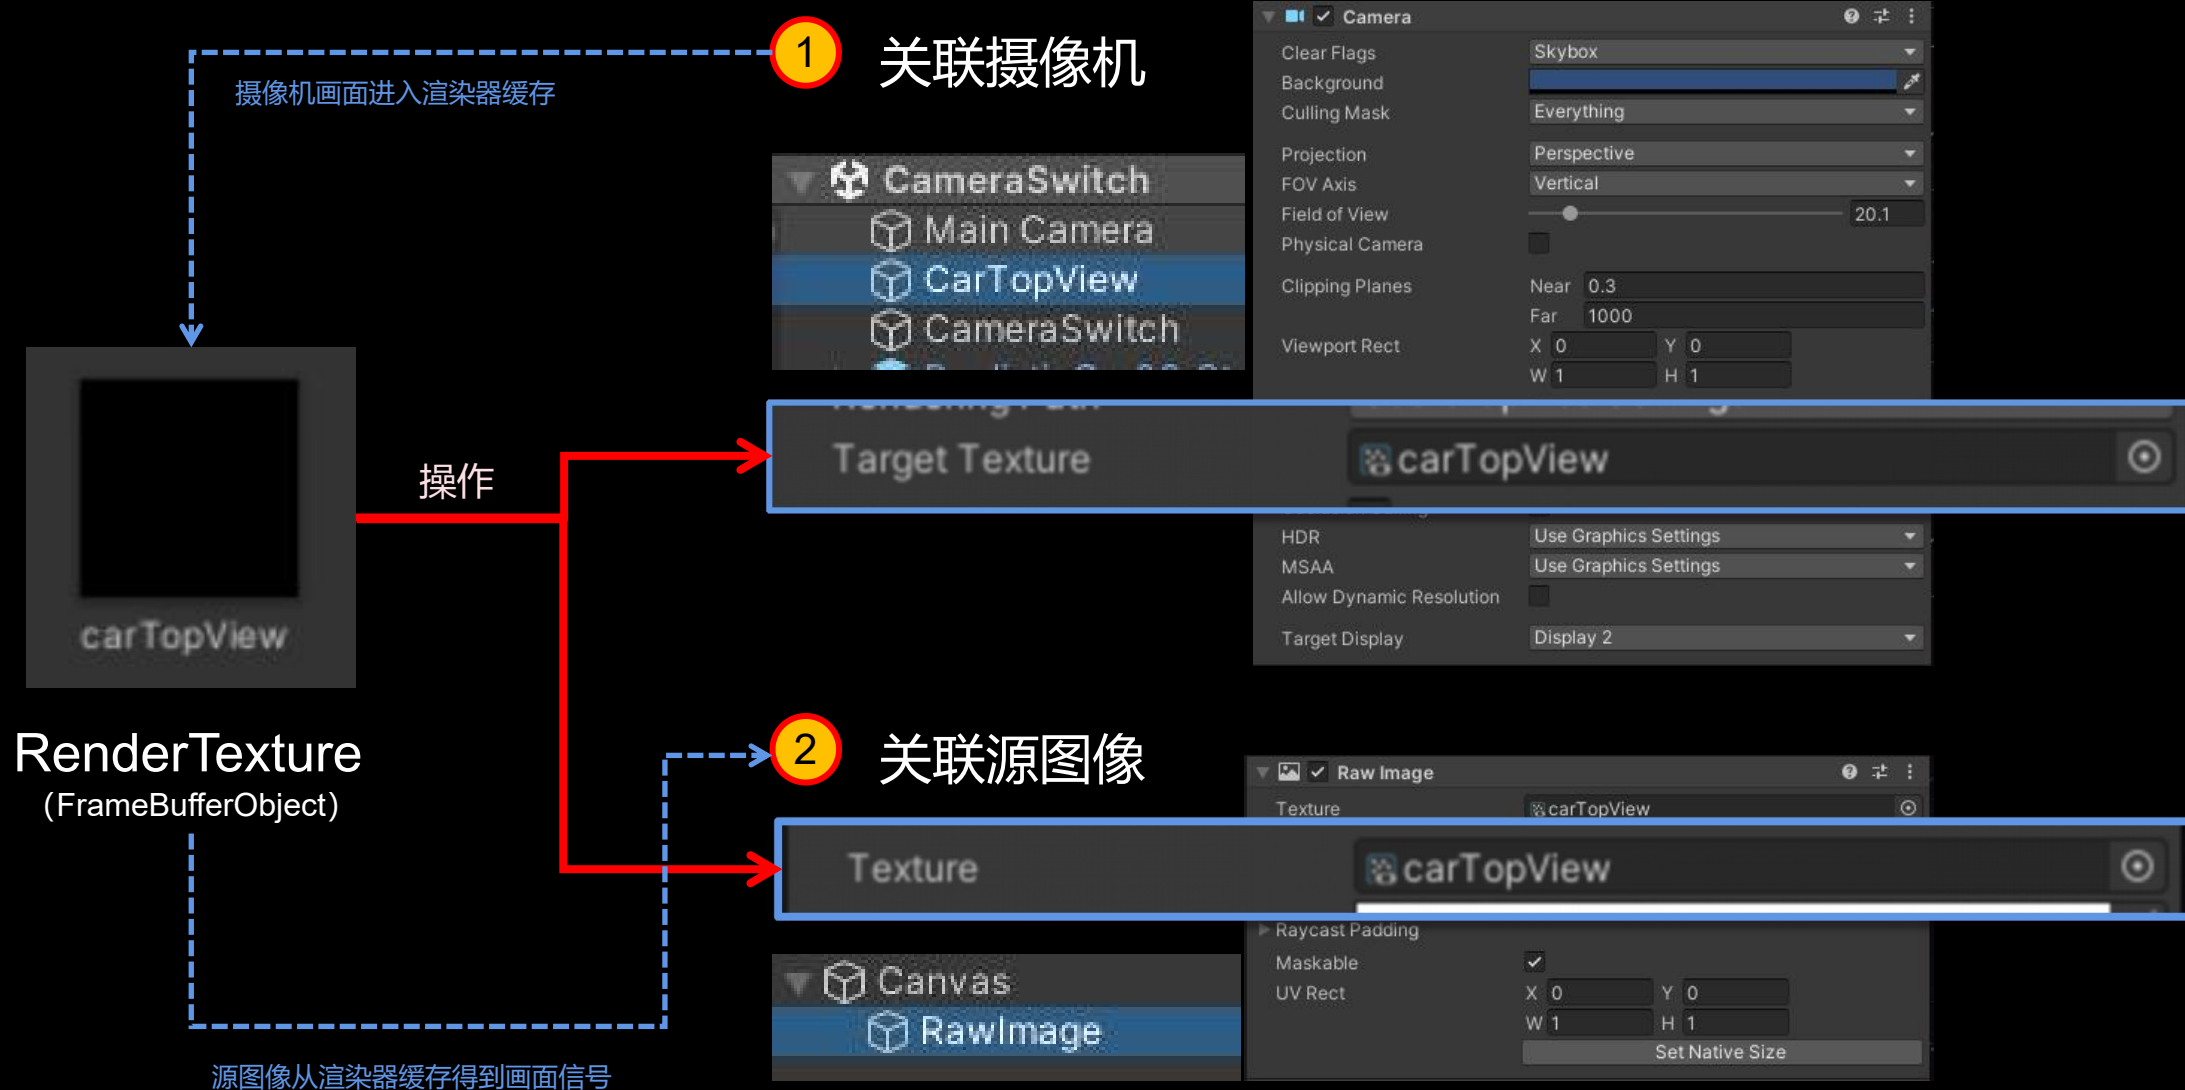 1
关联摄像机
摄像机画面进入渲染器缓存
CameraSwitch
Main Camera
CarTopView
CameraSwitch
Camera
Clear Flags Skybox
Background
Culling Mask Everything
Projection Perspective
FOV Axis Vertical
Field of View 20.1
Physical Camera
Clipping Planes Near 0.3
Far 1000
Viewport Rect X 0 Y 0
W 1 H 1
Target Texture carTopView
HDR Use Graphics Settings
MSAA Use Graphics Settings
Allow Dynamic Resolution
Target Display Display 2
操作
carTopView
RenderTexture
(FrameBufferObject)
2
关联源图像
Raw Image
Texture carTopView
Texture carTopView
Raycast Padding
Maskable
UV Rect X 0 Y 0
W 1 H 1
Set Native Size
Canvas
RawImage
源图像从渲染器缓存得到画面信号